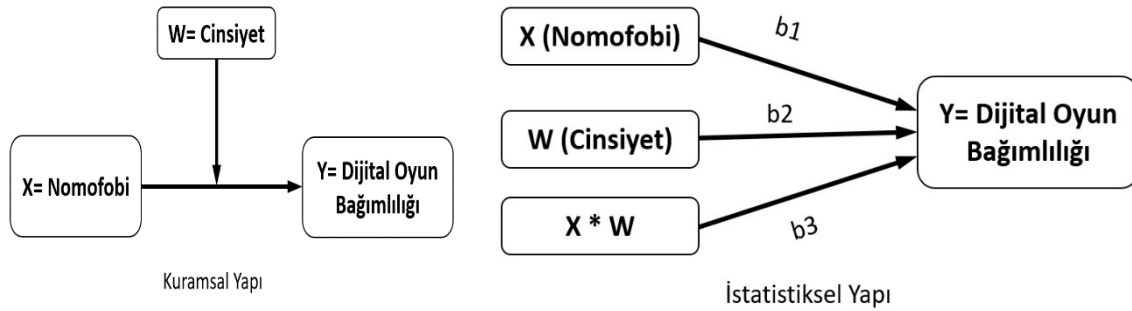 W= Cinsiyet
X= Nomofobi
Y= Dijital Oyun
Bağımlılığı
Kuramsal Yapı
X (Nomofobi)
b1
W (Cinsiyet)
b2
X * W
b3
Y= Dijital Oyun
Bağımlılığı
İstatistiksel Yapı